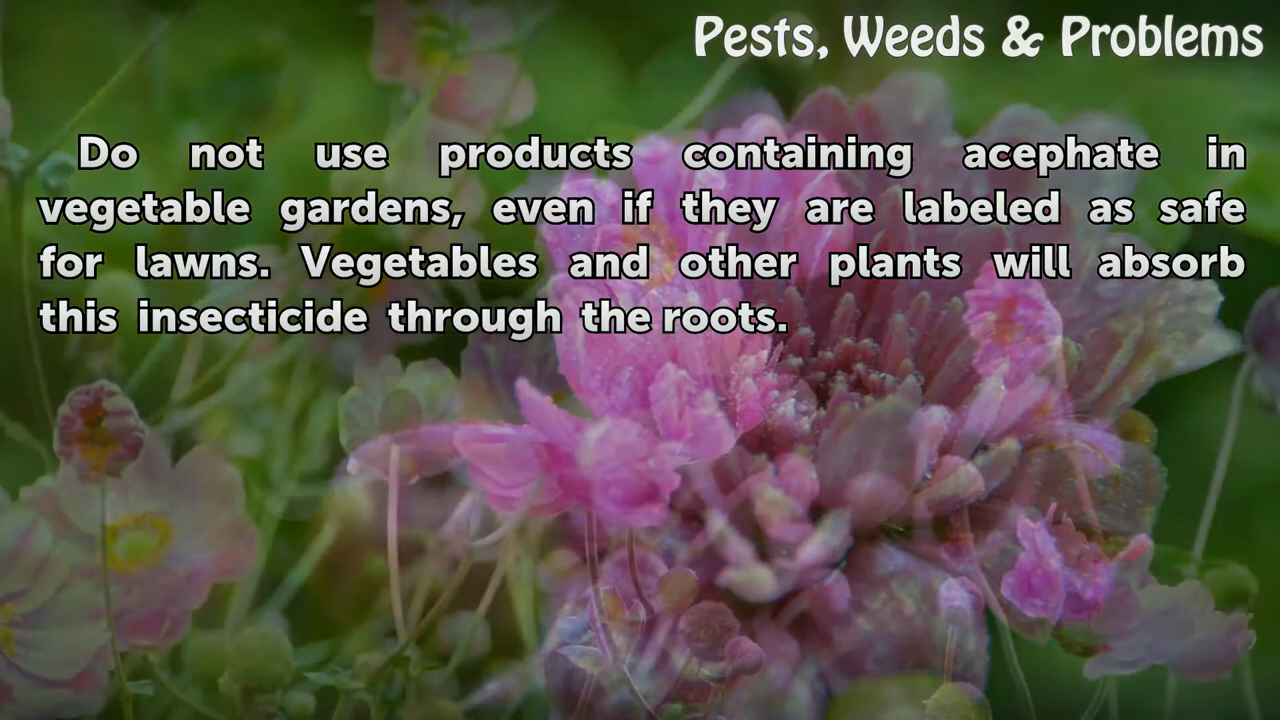 Pests, Weeds & Problems
Do not use products containing acephate in
vegetable gardens, even if they are labeled as safe
for lawns. Vegetables and other plants will absorb
this insecticide through the roots.